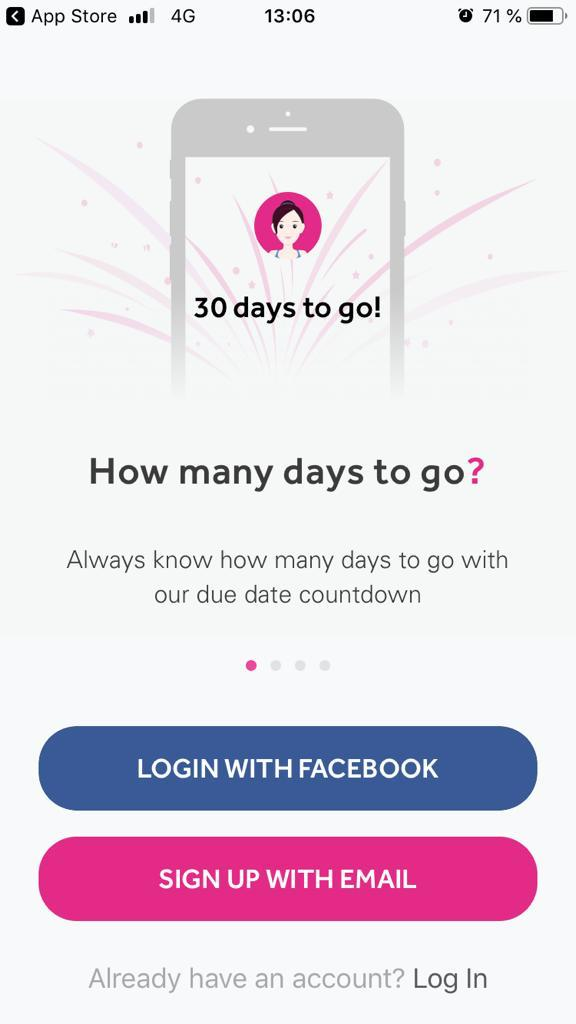 App Store 4G 13:06 71 %
30 days to go!
How many days to go?
Always know how many days to go with
our due date countdown
LOGIN WITH FACEBOOK
SIGN UP WITH EMAIL
Already have an account? Log In